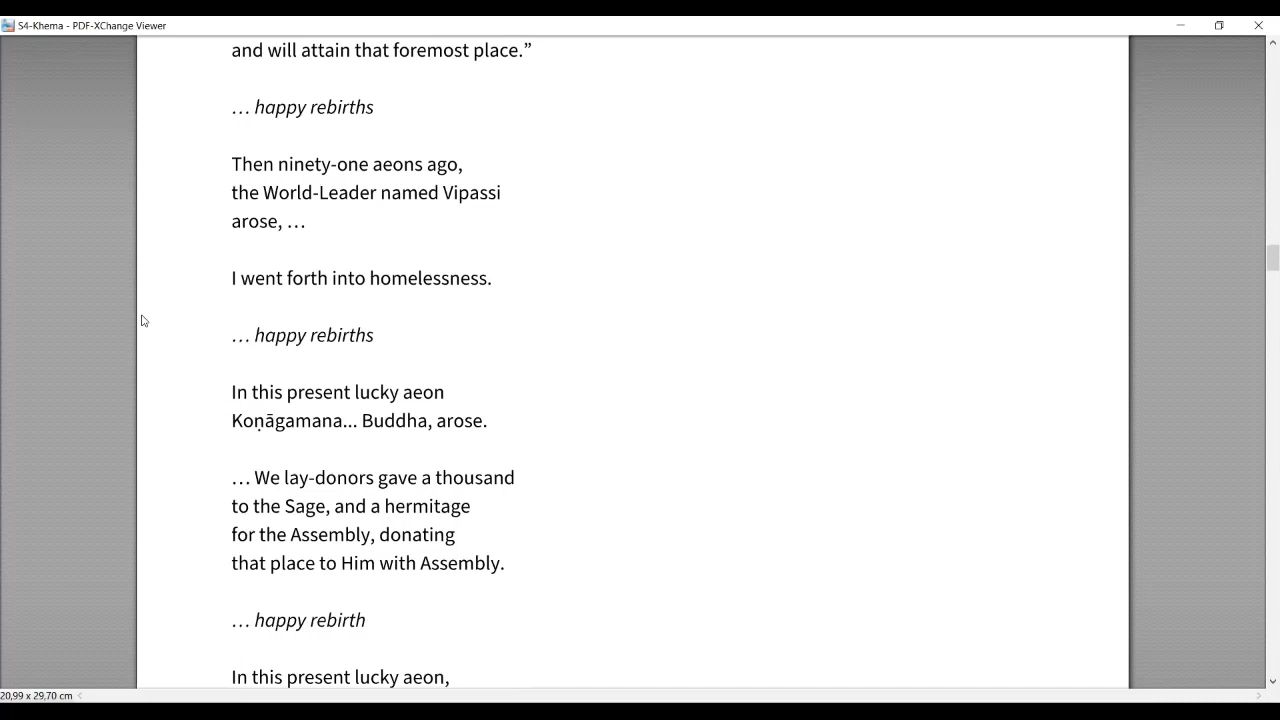 S4-Khema - PDF-XChange Viewer
and will attain that foremost place.”
… happy rebirths
Then ninety-one aeons ago,
the World-Leader named Vipassi
arose, …
I went forth into homelessness.
… happy rebirths
In this present lucky aeon
Koṇāgamana... Buddha, arose.
… We lay-donors gave a thousand
to the Sage, and a hermitage
for the Assembly, donating
that place to Him with Assembly.
… happy rebirth
In this present lucky aeon,
20,99 x 29,70 cm